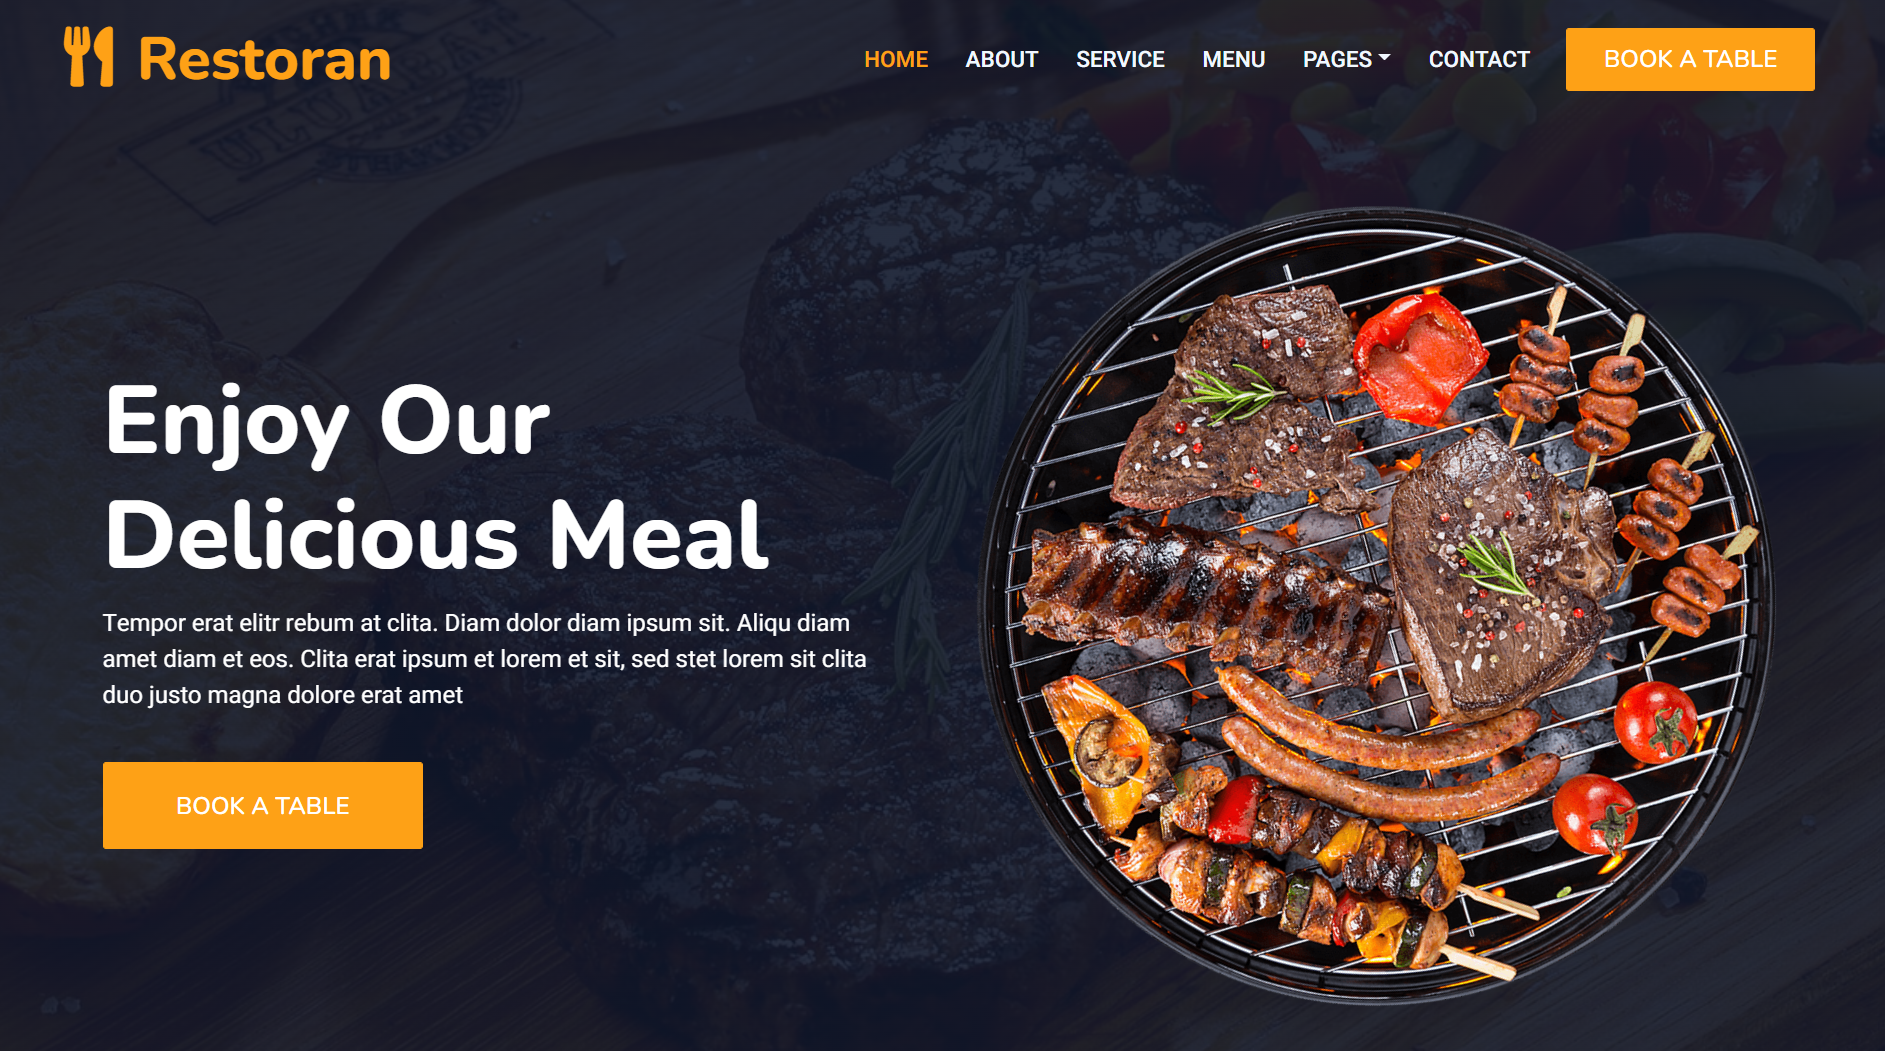 Restoran
HOME ABOUT SERVICE MENU PAGES CONTACT BOOK A TABLE
ULURU
Enjoy Our
Delicious Meal
Tempor erat elitr rebum at clita. Diam dolor diam ipsum sit. Aliqu diam
amet diam et eos. Clita erat ipsum et lorem et sit, sed stet lorem sit clita
duo justo magna dolore erat amet
BOOK A TABLE